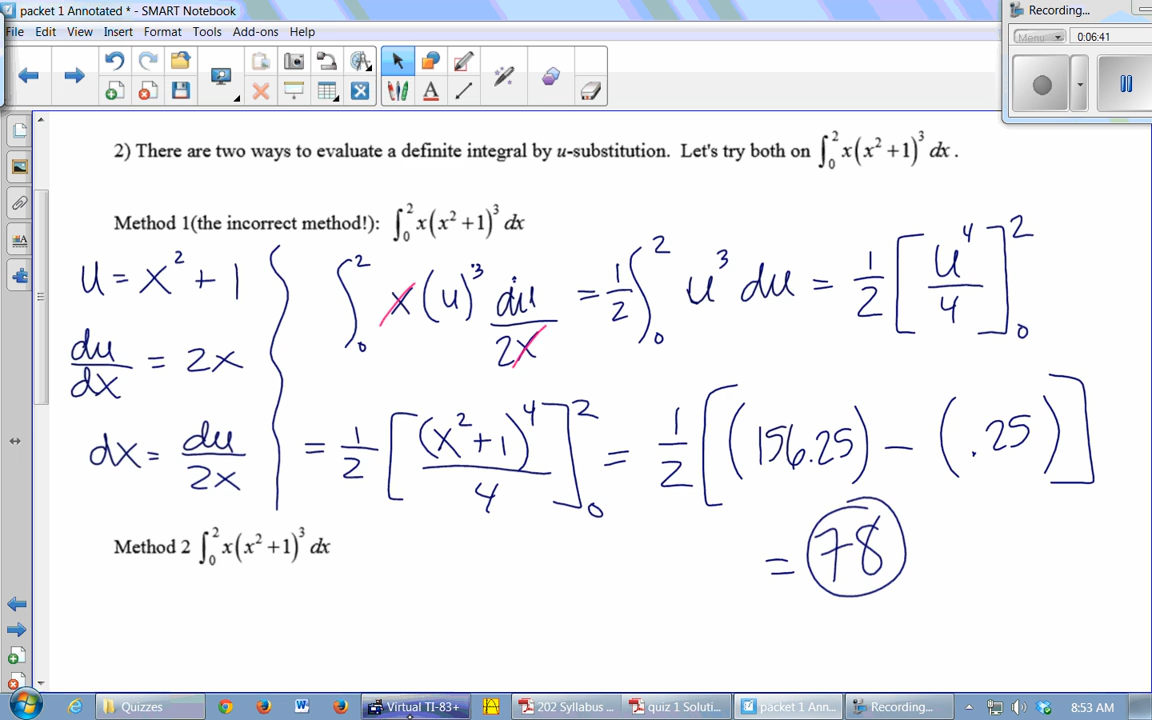 packet 1 Annotated * - SMART Notebook
File Edit View Insert Format Tools Add-ons Help
Recording...
Menu
0:06:41
2) There are two ways to evaluate a definite integral by u-substitution. Let's try both on ∫₀² x(x² +1)³ dx .
Method 1(the incorrect method!): ∫₀² x(x² +1)³ dx
u = x² + 1
du/dx = 2x
dx = du/2x
∫₀² x(u)³ du/2x = 1/2 ∫₀² u³ du = 1/2 [u⁴/4]₀²
= 1/2 [(x²+1)⁴/4]₀² = 1/2 [(156.25) − (.25)]
= 78
Method 2 ∫₀² x(x² +1)³ dx
Quizzes
Virtual TI-83+
202 Syllabus ...
quiz 1 Soluti...
packet 1 Ann...
Recording...
8:53 AM